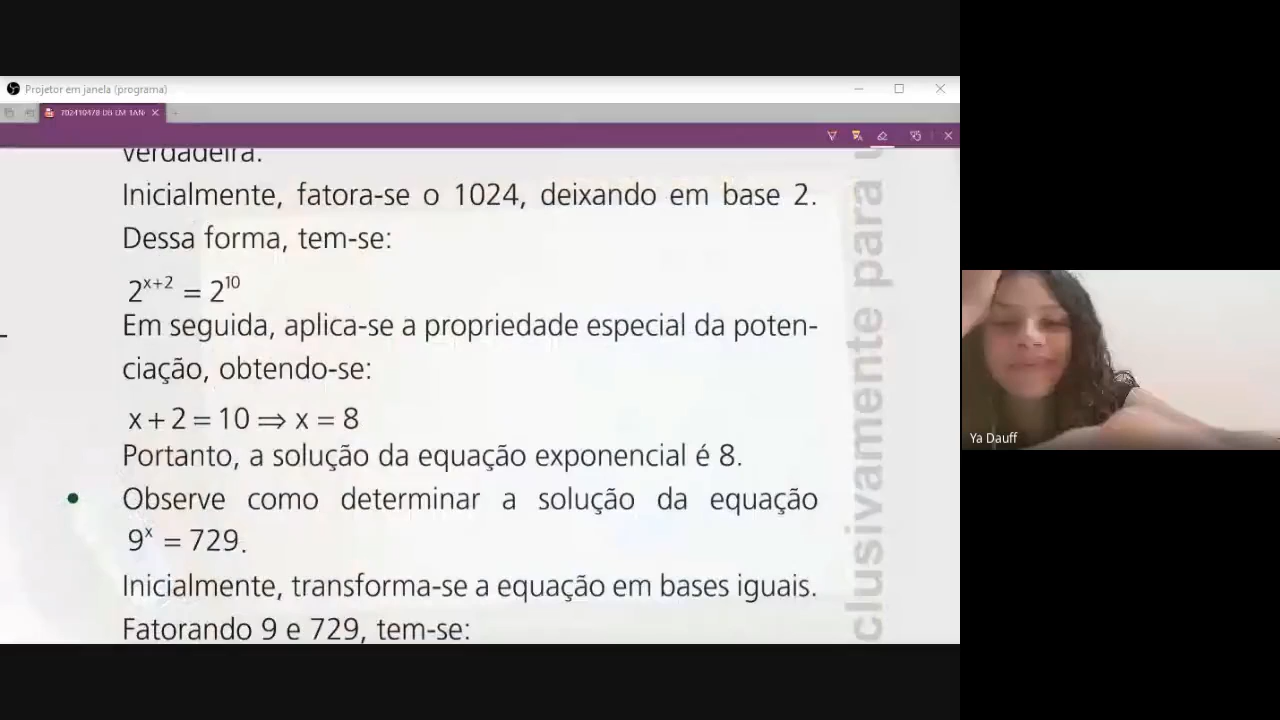 Projetor em janela (programa)
verdadeira.
Inicialmente, fatora-se o 1024, deixando em base 2.
Dessa forma, tem-se:
2^{x+2} = 2^{10}
Em seguida, aplica-se a propriedade especial da poten-
ciação, obtendo-se:
x + 2 = 10 ⇒ x = 8
Portanto, a solução da equação exponencial é 8.
• Observe como determinar a solução da equação
9^x = 729.
Inicialmente, transforma-se a equação em bases iguais.
Fatorando 9 e 729, tem-se:
clusivamente para
Ya Dauff